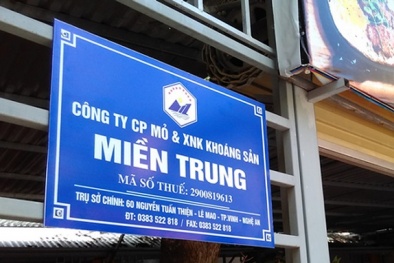 CÔNG TY CP MỎ & XNK KHOÁNG SẢN
MIỀN TRUNG
MÃ SỐ THUẾ: 2900819613
TRỤ SỞ CHÍNH: 60 NGUYỄN TUẤN THIỆN - LÊ MAO - TP.VINH - NGHỆ AN
ĐT: 0383 522 818 / FAX: 0383 522 818